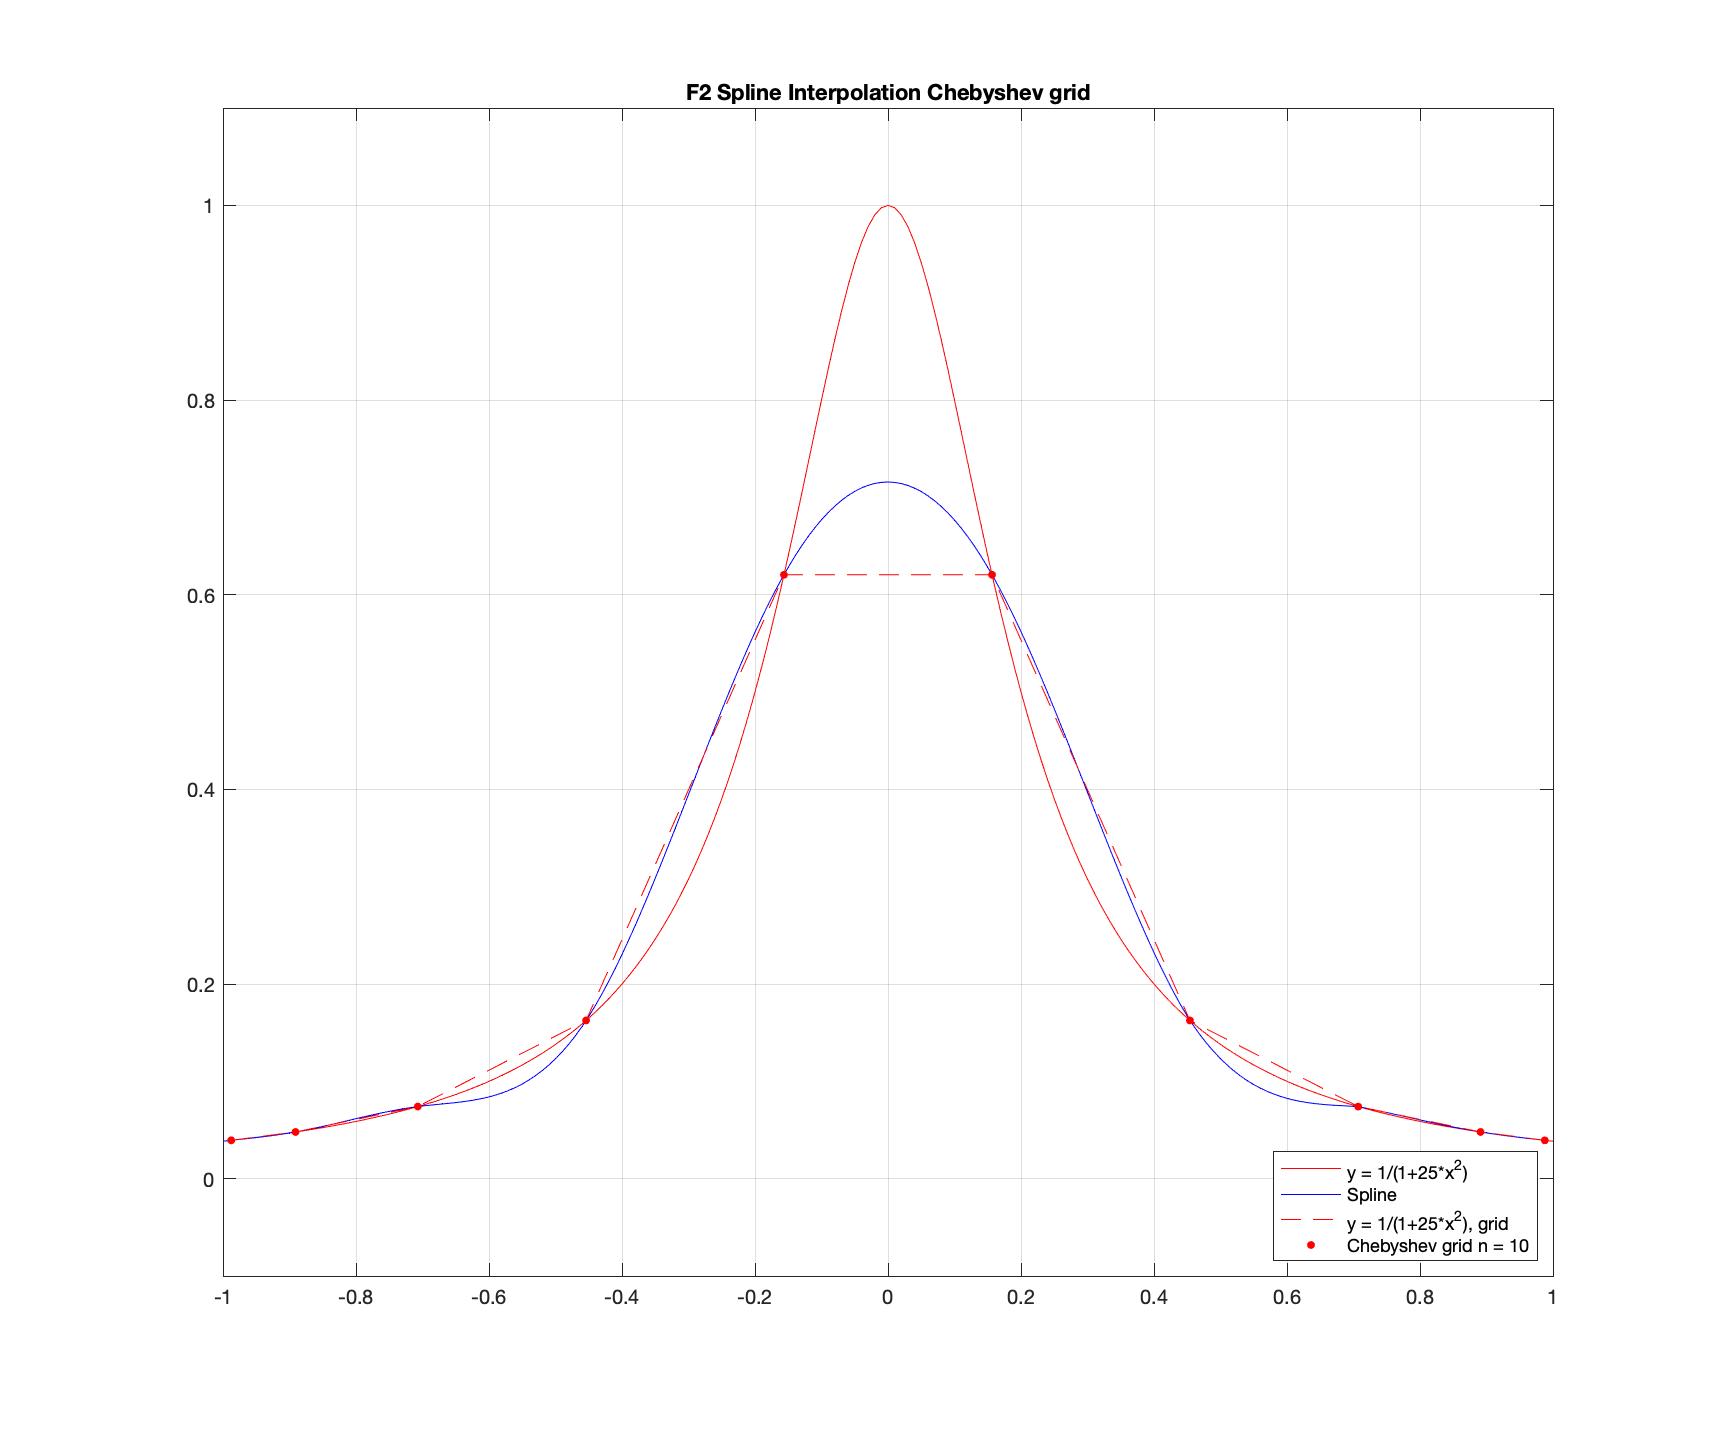 F2 Spline Interpolation Chebyshev grid
1
0.8
0.6
0.4
0.2
0
-1 -0.8 -0.6 -0.4 -0.2 0 0.2 0.4 0.6 0.8 1
y = 1/(1+25*x²)
Spline
y = 1/(1+25*x²), grid
Chebyshev grid n = 10